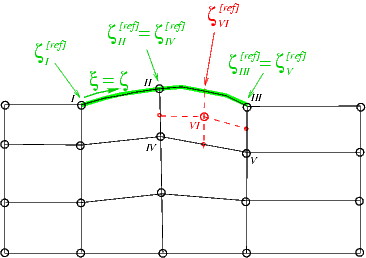 ζ_VI^[ref]
ζ_II^[ref] = ζ_IV^[ref]
ζ_I^[ref]
ζ_III^[ref] = ζ_V^[ref]
ξ = ζ
I
II
III
VI
IV
V